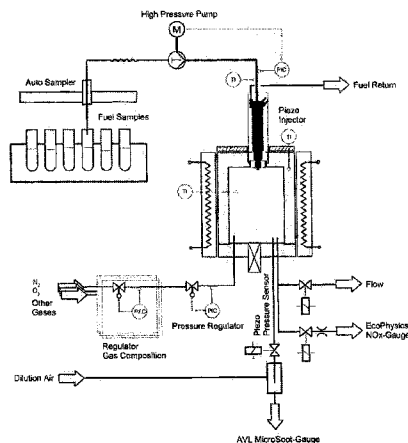 High Pressure Pump
M
PIC
TI
Auto Sampler
Fuel Return
Fuel Samples
Piezo
Injector
TI
TI
N2
O2
Other
Gases
PIC
PIC
Flow
Pressure Regulator
Piezo
Pressure Sensor
EcoPhysics
NOx-Gauge
Regulator
Gas Composition
Dilution Air
AVL MicroSoot-Gauge